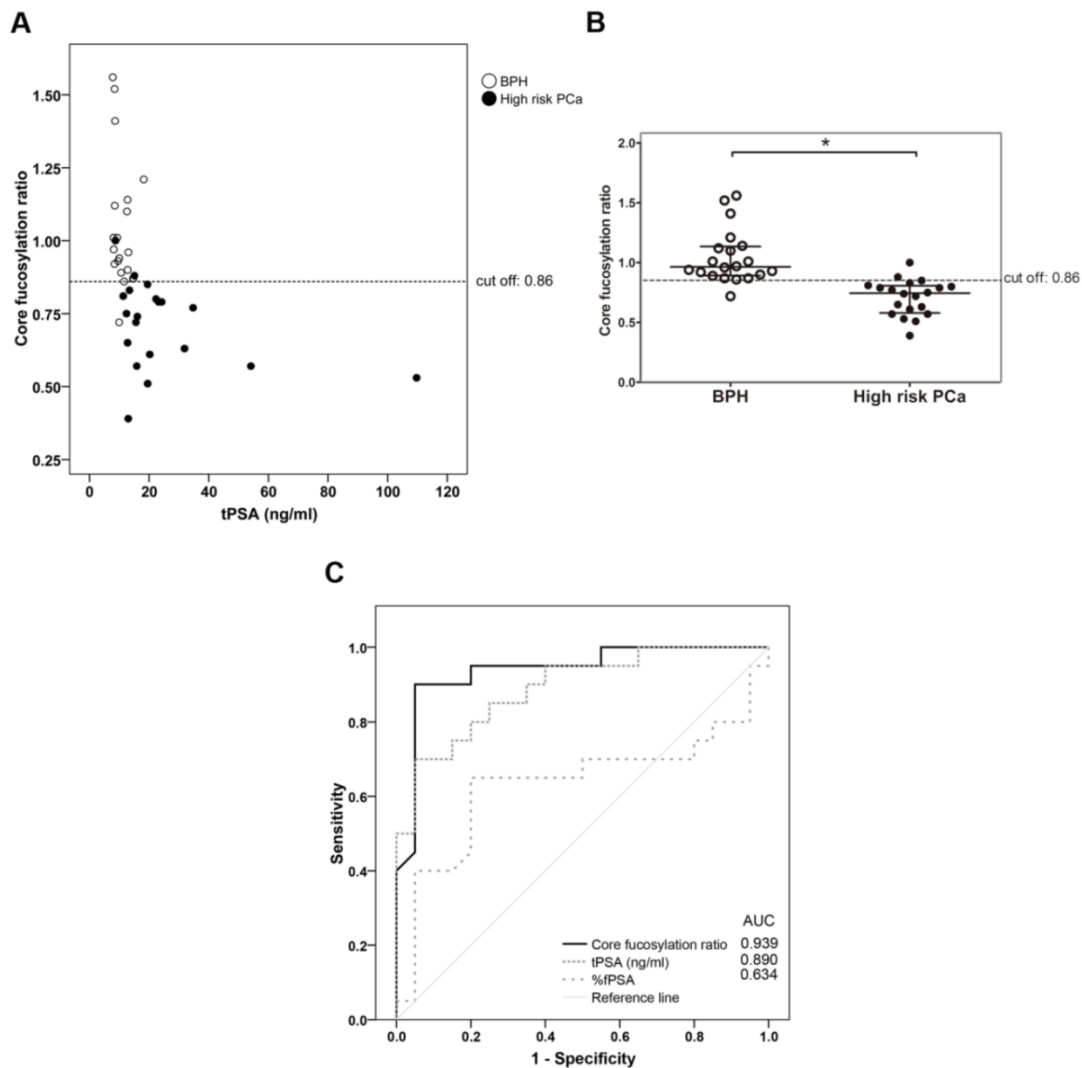 A
BPH
High risk PCa
1.50
1.25
1.00
0.75
0.50
0.25
Core fucosylation ratio
cut off: 0.86
0 20 40 60 80 100 120
tPSA (ng/ml)
B
*
2.0
1.5
1.0
0.5
0.0
Core fucosylation ratio
cut off: 0.86
BPH High risk PCa
C
1.0
0.8
0.6
0.4
0.2
0.0
Sensitivity
AUC
Core fucosylation ratio 0.939
tPSA (ng/ml) 0.890
%fPSA 0.634
Reference line
0.0 0.2 0.4 0.6 0.8 1.0
1 - Specificity